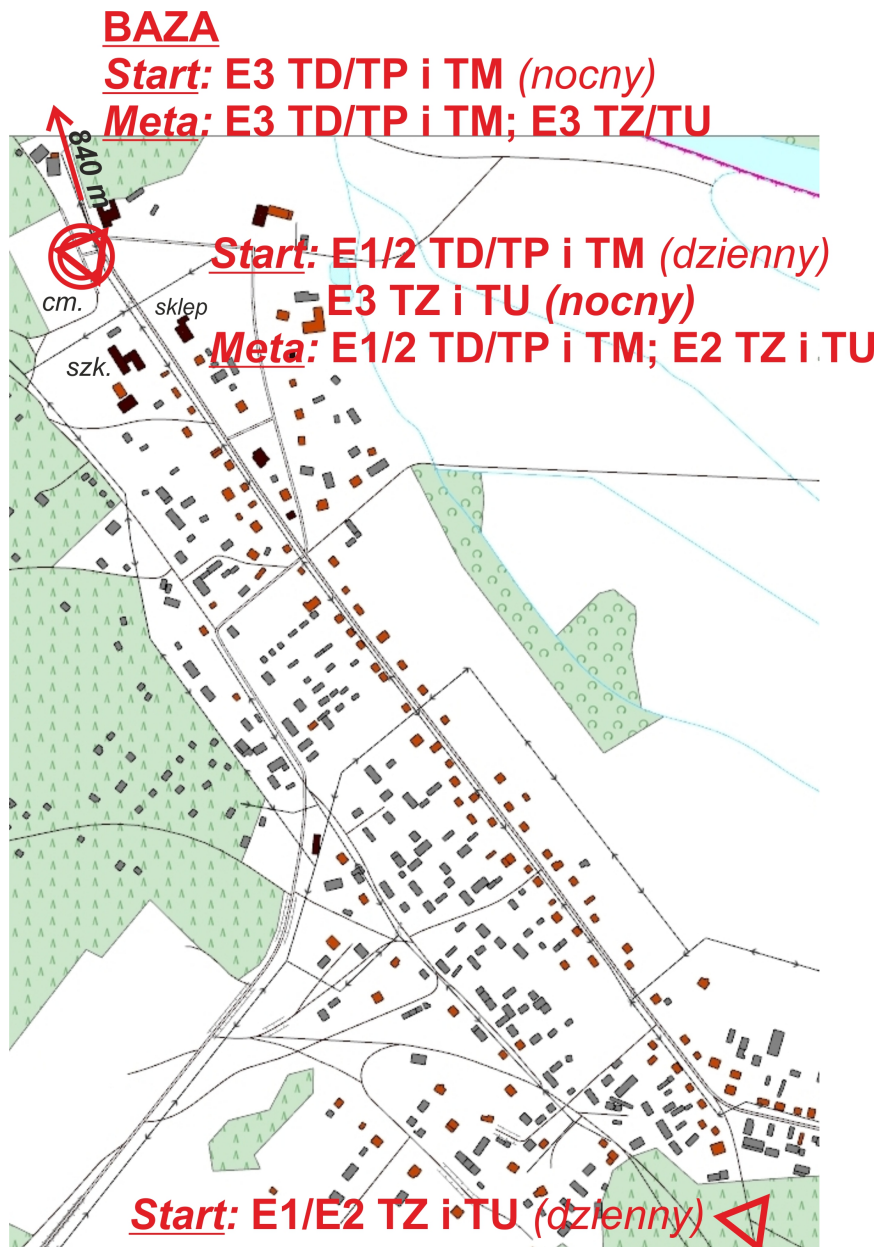 BAZA
Start: E3 TD/TP i TM (nocny)
Meta: E3 TD/TP i TM; E3 TZ/TU
840 m
Start: E1/2 TD/TP i TM (dzienny)
E3 TZ i TU (nocny)
Meta: E1/2 TD/TP i TM; E2 TZ i TU
cm.
sklep
szk.
Start: E1/E2 TZ i TU (dzienny)